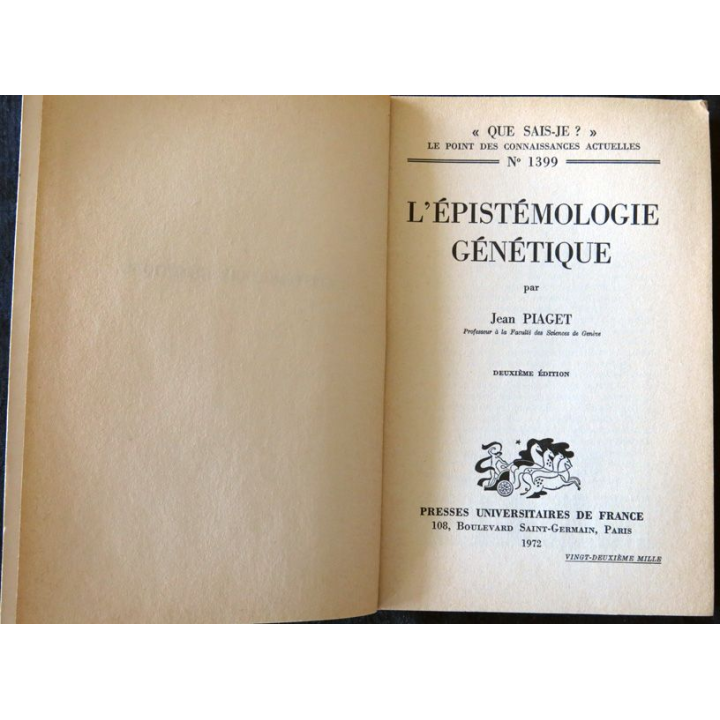 « QUE SAIS-JE ? »
LE POINT DES CONNAISSANCES ACTUELLES
Nº 1399
L'ÉPISTÉMOLOGIE
GÉNÉTIQUE
par
Jean PIAGET
Professeur à la Faculté des Sciences de Genève
DEUXIÈME ÉDITION
PRESSES UNIVERSITAIRES DE FRANCE
108, BOULEVARD SAINT-GERMAIN, PARIS
1972
VINGT-DEUXIÈME MILLE